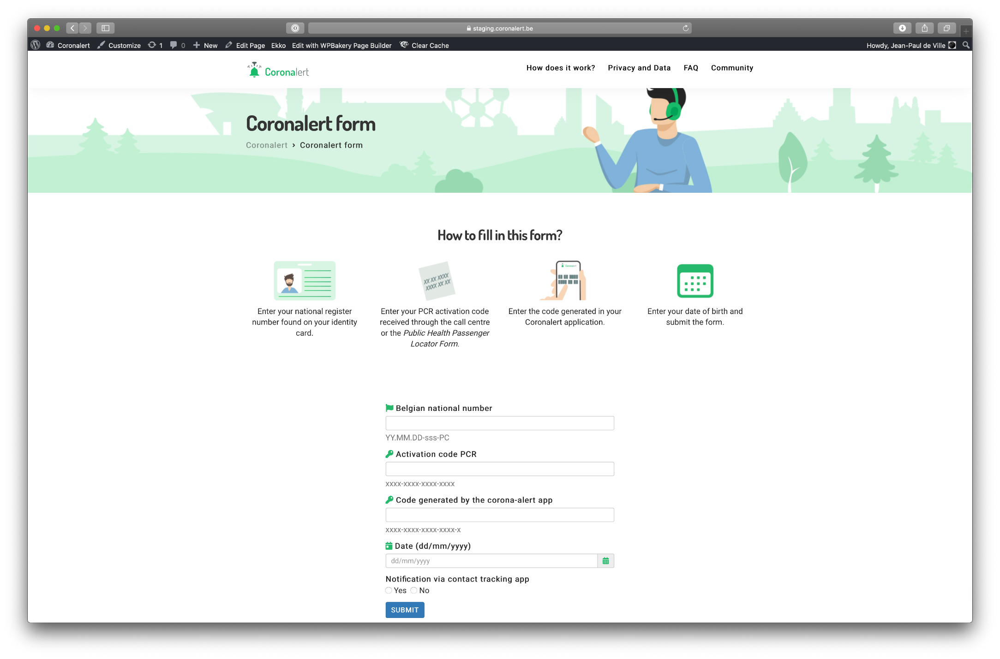 staging.coronalert.be
Coronalert Customize 1 0 New Edit Page Ekko Edit with WPBakery Page Builder Clear Cache Howdy, Jean-Paul de Ville
Coronalert
How does it work? Privacy and Data FAQ Community
Coronalert form
Coronalert > Coronalert form
How to fill in this form?
XX XX XXXX
XXXX XX XX
Coronalert
Enter your national register
number found on your identity
card.
Enter your PCR activation code
received through the call centre
or the Public Health Passenger
Locator Form.
Enter the code generated in your
Coronalert application.
Enter your date of birth and
submit the form.
Belgian national number
YY.MM.DD-sss-PC
Activation code PCR
xxxx-xxxx-xxxx-xxxx
Code generated by the corona-alert app
xxxx-xxxx-xxxx-xxxx-x
Date (dd/mm/yyyy)
dd/mm/yyyy
Notification via contact tracking app
Yes No
SUBMIT